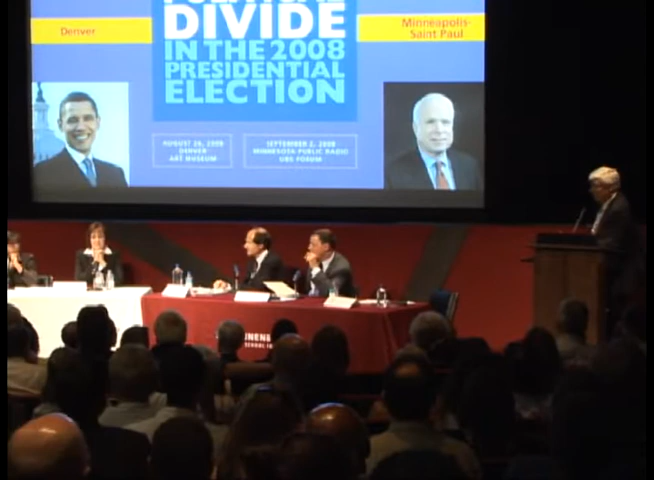 Denver
DIVIDE
IN THE 2008
PRESIDENTIAL
ELECTION
Minneapolis-
Saint Paul
AUGUST 26, 2008
DENVER
ART MUSEUM
SEPTEMBER 2, 2008
MINNESOTA PUBLIC RADIO
UBS FORUM